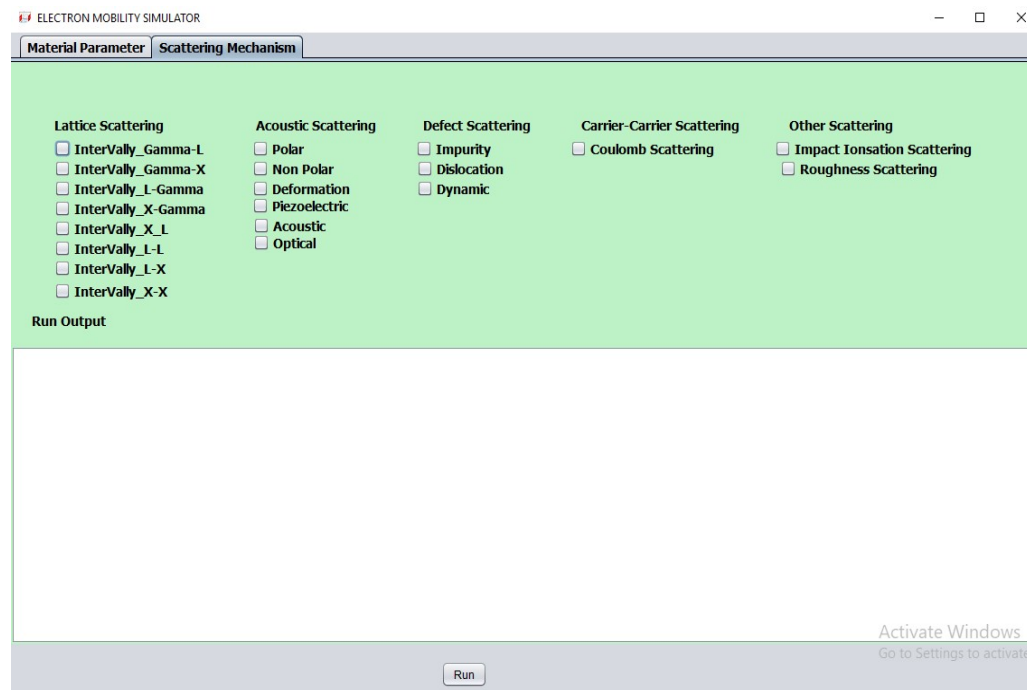 ELECTRON MOBILITY SIMULATOR
Material Parameter
Scattering Mechanism
Lattice Scattering
InterVally_Gamma-L
InterVally_Gamma-X
InterVally_L-Gamma
InterVally_X-Gamma
InterVally_X_L
InterVally_L-L
InterVally_L-X
InterVally_X-X
Acoustic Scattering
Polar
Non Polar
Deformation
Piezoelectric
Acoustic
Optical
Defect Scattering
Impurity
Dislocation
Dynamic
Carrier-Carrier Scattering
Coulomb Scattering
Other Scattering
Impact Ionsation Scattering
Roughness Scattering
Run Output
Activate Windows
Go to Settings to activate
Run